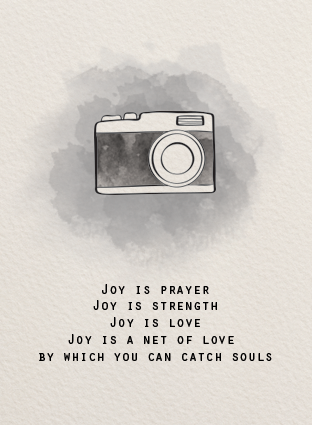 Joy is prayer
Joy is strength
Joy is love
Joy is a net of love
by which you can catch souls